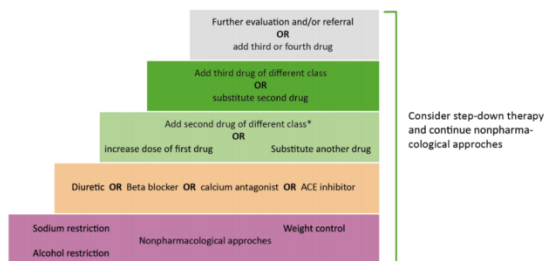 Further evaluation and/or referral
OR
add third or fourth drug
Add third drug of different class
OR
substitute second drug
Add second drug of different class*
OR
increase dose of first drug Substitute another drug
Diuretic OR Beta blocker OR calcium antagonist OR ACE inhibitor
Sodium restriction Weight control
Nonpharmacological approches
Alcohol restriction
Consider step-down therapy
and continue nonpharma-
cological approches